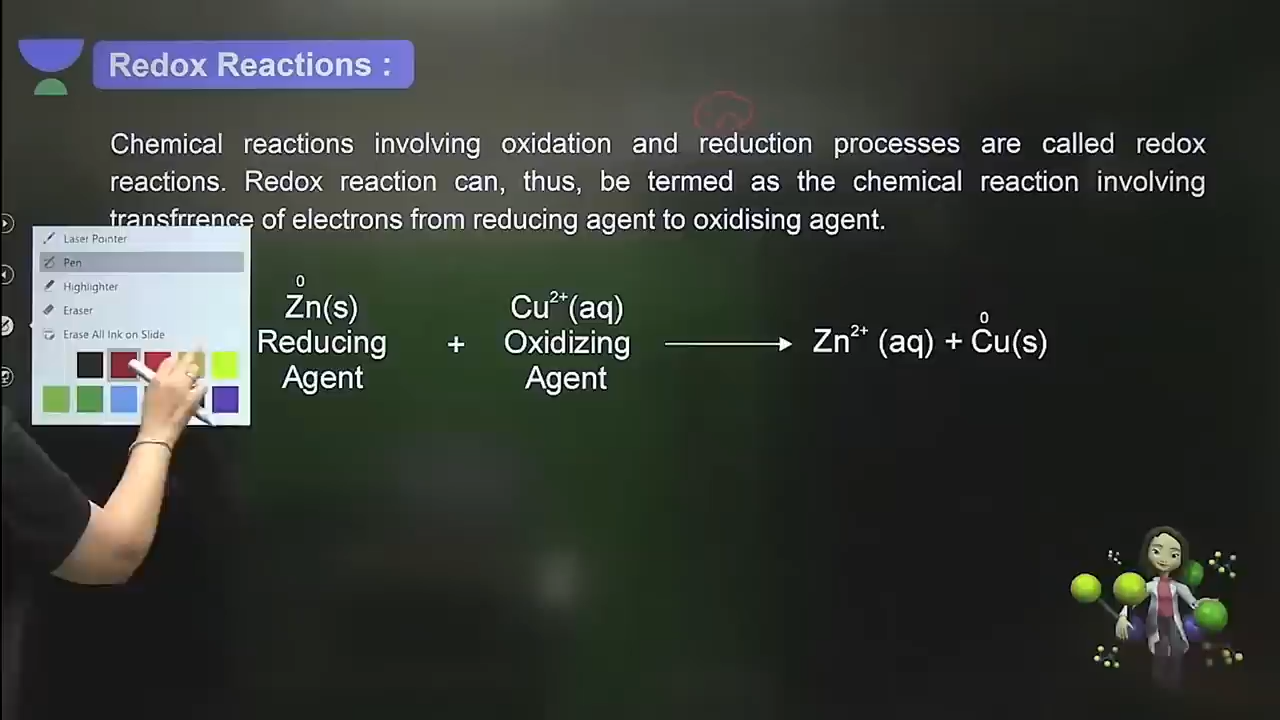 Redox Reactions :
Chemical reactions involving oxidation and reduction processes are called redox
reactions. Redox reaction can, thus, be termed as the chemical reaction involving
transfrrence of electrons from reducing agent to oxidising agent.
Laser Pointer
Pen
Highlighter
Eraser
Erase All Ink on Slide
0
Zn(s)
Reducing
Agent
+
Cu²⁺(aq)
Oxidizing
Agent
0
Zn²⁺ (aq) + Cu(s)